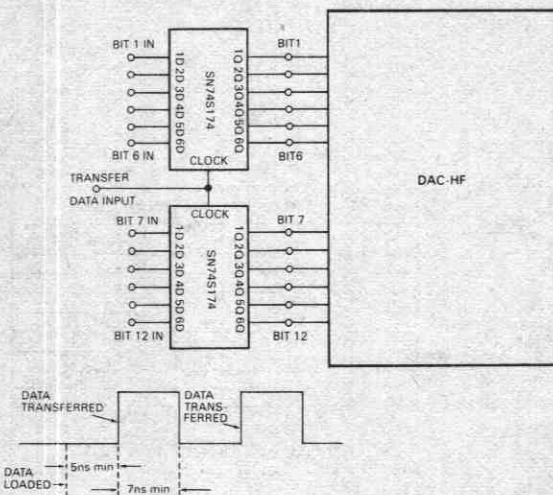 BIT 1 IN
1D 2D 3D 4D 5D 6D
SN74S174
1Q 2Q 3Q 4Q 5Q 6Q
BIT1
BIT 6 IN
CLOCK
BIT6
DAC-HF
TRANSFER
DATA INPUT
CLOCK
BIT 7 IN
1D 2D 3D 4D 5D 6D
SN74S174
1Q 2Q 3Q 4Q 5Q 6Q
BIT 7
BIT 12 IN
BIT 12
DATA
TRANSFERRED
DATA
TRANS-
FERRED
DATA
LOADED
5ns min
7ns min